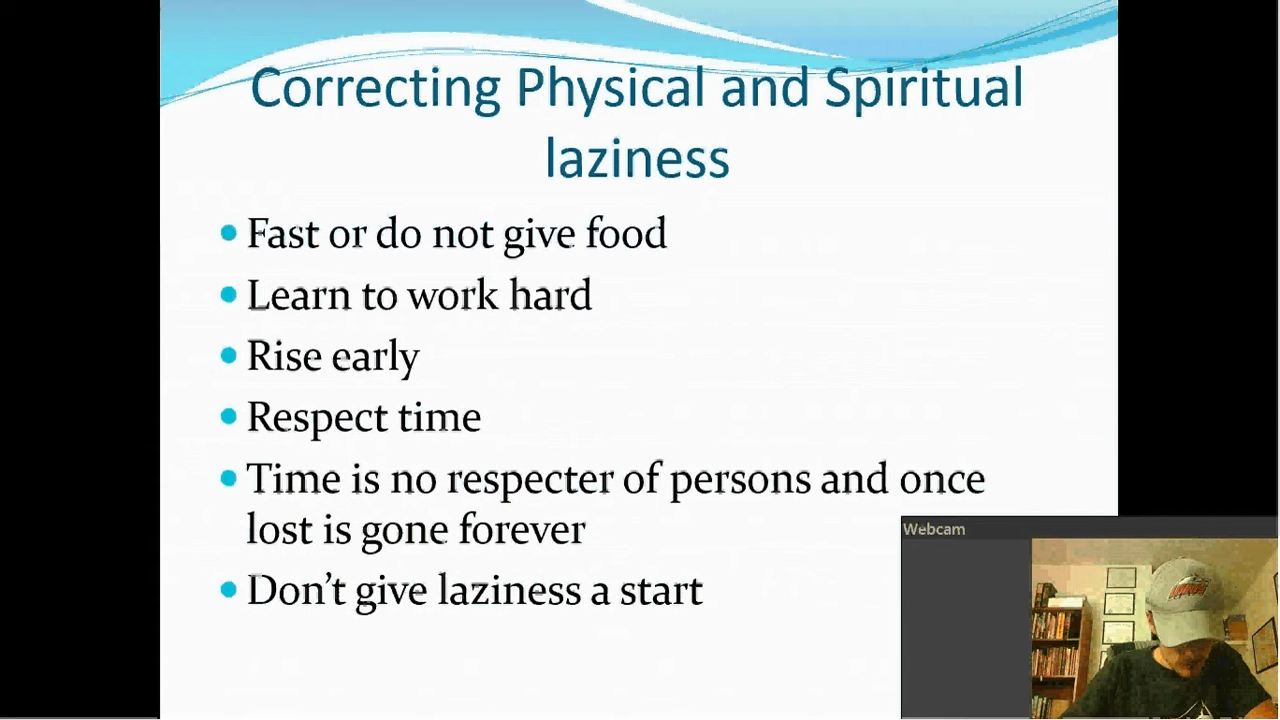 Correcting Physical and Spiritual
laziness
• Fast or do not give food
• Learn to work hard
• Rise early
• Respect time
• Time is no respecter of persons and once
lost is gone forever
• Don’t give laziness a start
Webcam